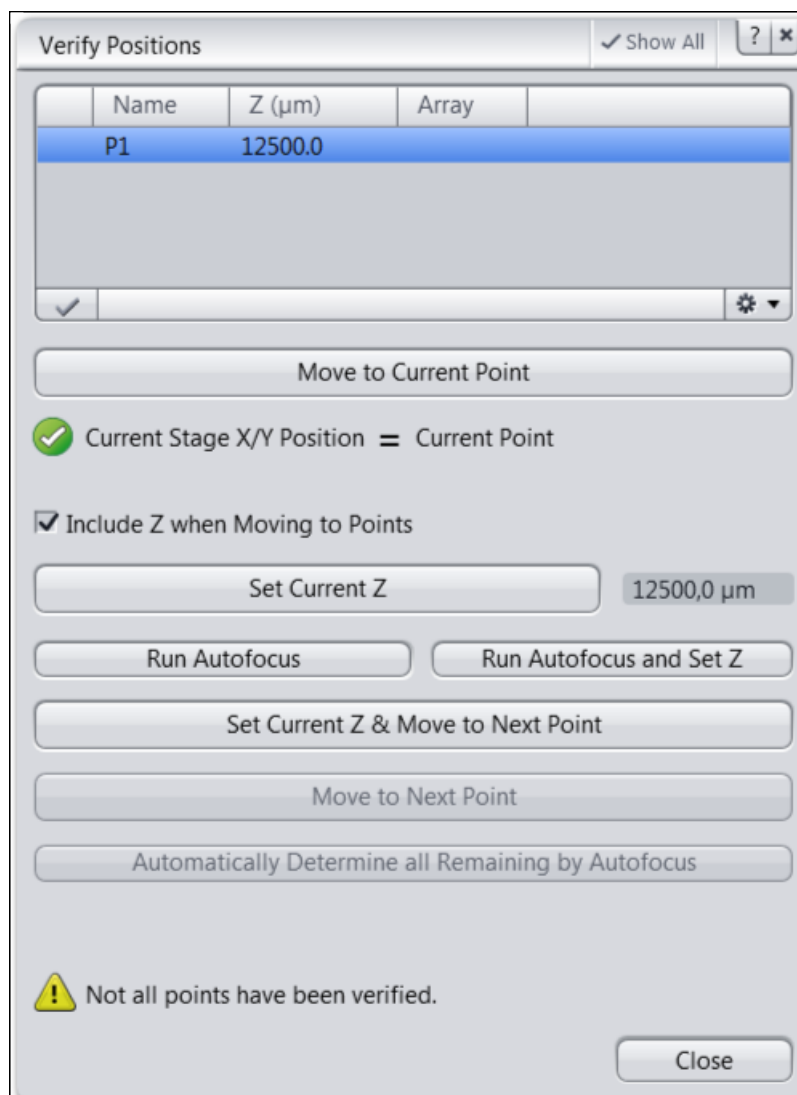 Verify Positions ✓ Show All ? ×
Name Z (µm) Array
P1 12500.0
Move to Current Point
Current Stage X/Y Position = Current Point
Include Z when Moving to Points
Set Current Z 12500,0 µm
Run Autofocus Run Autofocus and Set Z
Set Current Z & Move to Next Point
Move to Next Point
Automatically Determine all Remaining by Autofocus
! Not all points have been verified.
Close